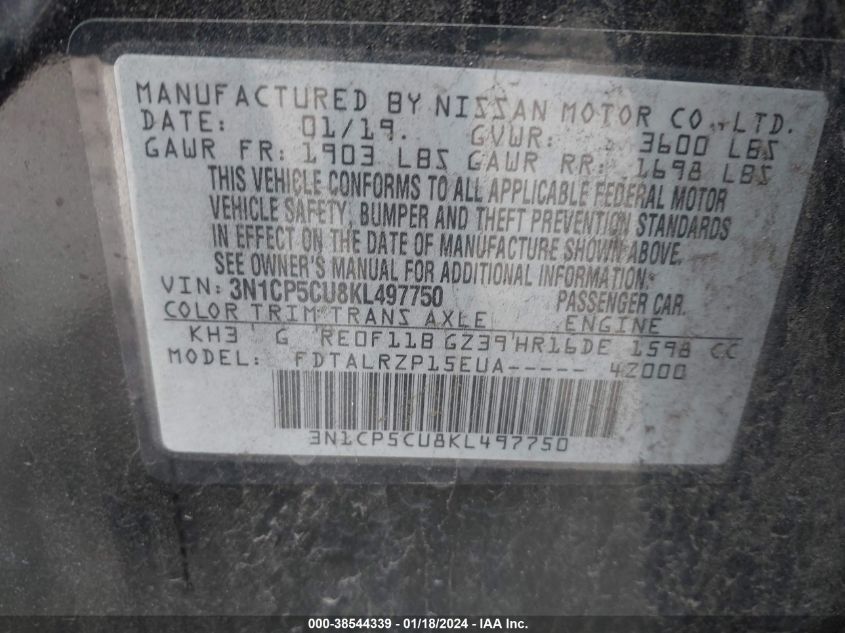 MANUFACTURED BY NISSAN MOTOR CO., LTD.
DATE: 01/19. GVWR: 3600 LBS
GAWR FR: 1903 LBS GAWR RR: 1698 LBS
THIS VEHICLE CONFORMS TO ALL APPLICABLE FEDERAL MOTOR
VEHICLE SAFETY, BUMPER AND THEFT PREVENTION STANDARDS
IN EFFECT ON THE DATE OF MANUFACTURE SHOWN ABOVE.
SEE OWNER'S MANUAL FOR ADDITIONAL INFORMATION.
VIN: 3N1CP5CU8KL497750 PASSENGER CAR.
COLOR TRIM TRANS AXLE ENGINE
KH3 G RE0F11B GZ39 HR16DE 1598 CC
MODEL: FDTALRZP15EUA----- 4Z000
3N1CP5CU8KL497750
000-38544339 - 01/18/2024 - IAA Inc.